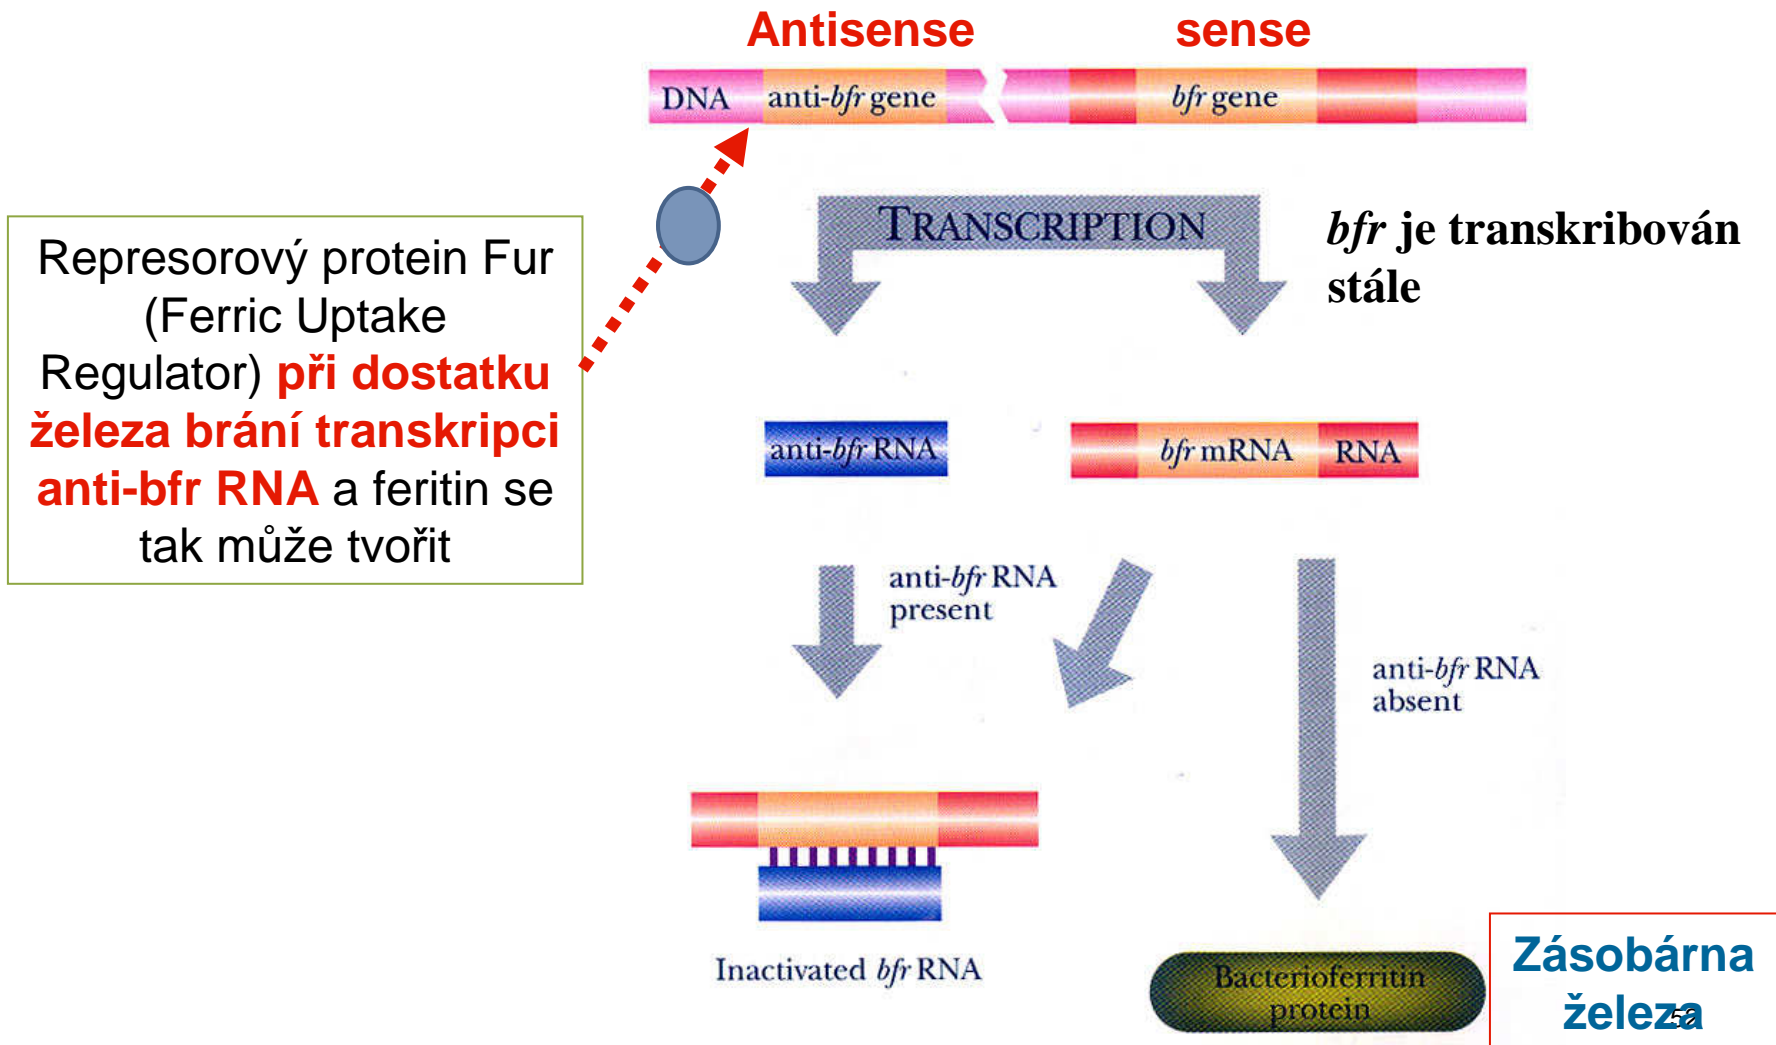 Antisense sense
DNA anti-bfr gene bfr gene
TRANSCRIPTION
bfr je transkribován
stále
Represorový protein Fur
(Ferric Uptake
Regulator) při dostatku
železa brání transkripci
anti-bfr RNA a feritin se
tak může tvořit
anti-bfr RNA bfr mRNA RNA
anti-bfr RNA
present
anti-bfr RNA
absent
Inactivated bfr RNA
Bacterioferritin
protein
Zásobárna
železa
52